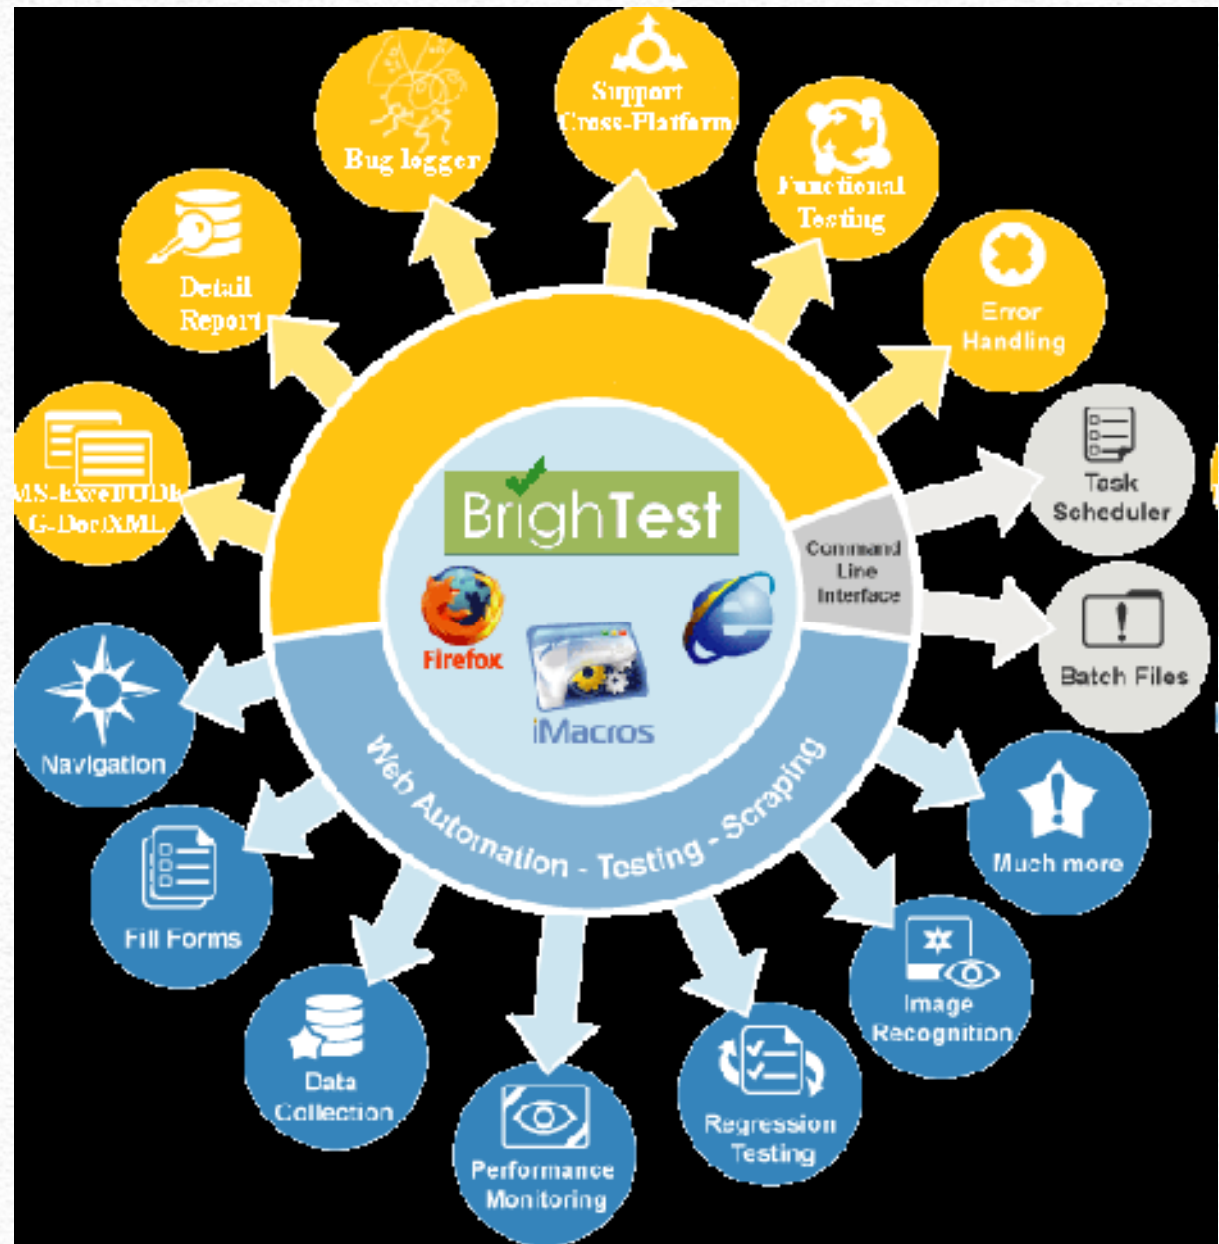 Support
Cross-Platform
Bug logger
Functional
Testing
Detail
Report
Error
Handling
MS-Excel/ODF
G-Doc/XML
Task
Scheduler
BrighTest
Command
Line
Interface
Firefox
iMacros
Batch Files
Navigation
Web Automation - Testing - Scraping
Much more
Fill Forms
Image
Recognition
Data
Collection
Regression
Testing
Performance
Monitoring